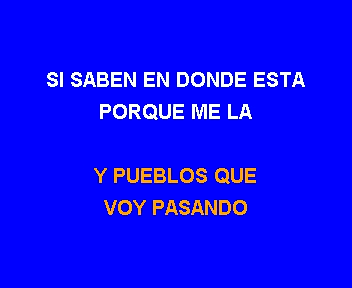 SI SABEN EN DONDE ESTA
PORQUE ME LA
Y PUEBLOS QUE
VOY PASANDO